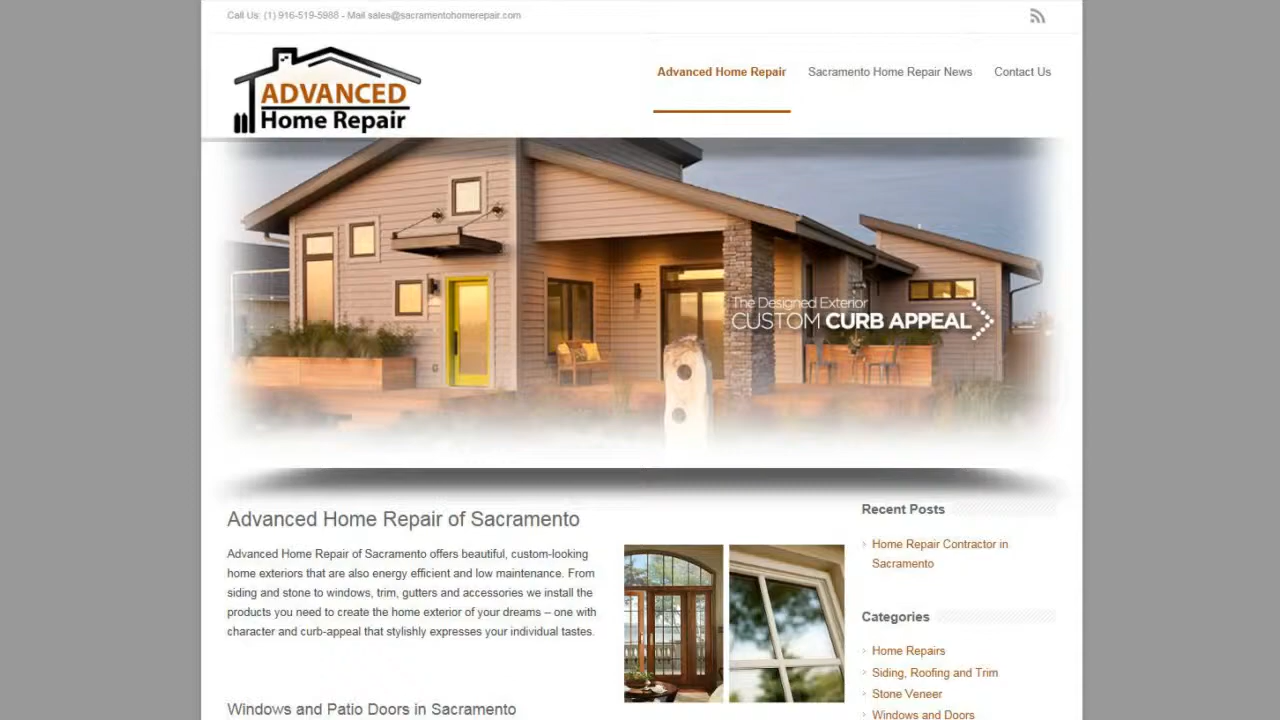 Call Us: (1) 916-519-5968 - Mail sales@sacramentohomerepair.com
ADVANCED
Home Repair
Advanced Home Repair
Sacramento Home Repair News
Contact Us
The Designed Exterior
CUSTOM CURB APPEAL
Advanced Home Repair of Sacramento
Advanced Home Repair of Sacramento offers beautiful, custom-looking
home exteriors that are also energy efficient and low maintenance. From
siding and stone to windows, trim, gutters and accessories we install the
products you need to create the home exterior of your dreams – one with
character and curb-appeal that stylishly expresses your individual tastes.
Windows and Patio Doors in Sacramento
Recent Posts
Home Repair Contractor in
Sacramento
Categories
Home Repairs
Siding, Roofing and Trim
Stone Veneer
Windows and Doors